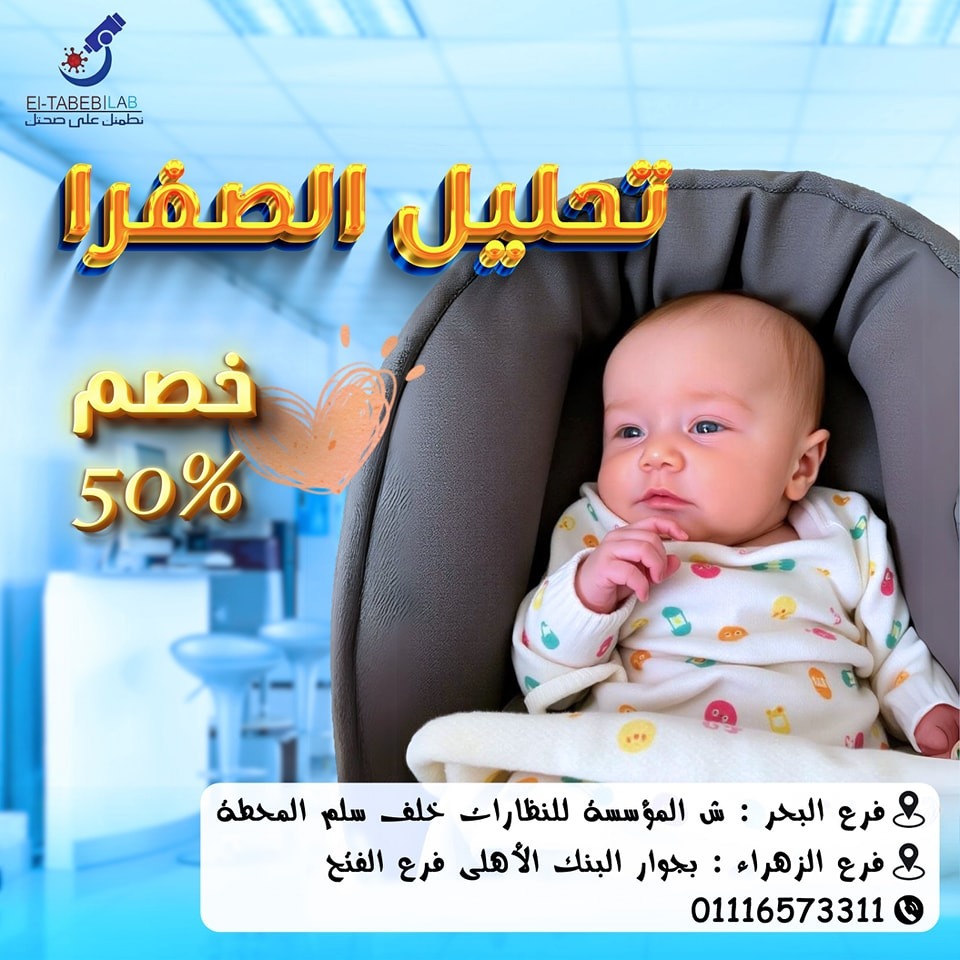 El-TABEBILAB
نطمنك على صحتك
تحليل الصفرا
خصم
50%
فرع البحر : ش المؤسسة للنظارات خلف سلم المحطة
فرع الزهراء : بجوار البنك الأهلى فرع الفتح
01116573311